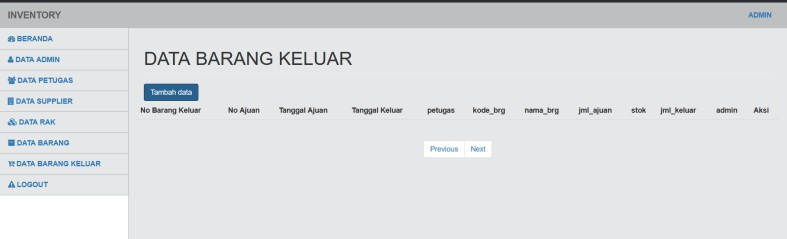 INVENTORY
ADMIN
BERANDA
DATA ADMIN
DATA PETUGAS
DATA SUPPLIER
DATA RAK
DATA BARANG
DATA BARANG KELUAR
LOGOUT
DATA BARANG KELUAR
Tambah data
No Barang Keluar No Ajuan Tanggal Ajuan Tanggal Keluar petugas kode_brg nama_brg jml_ajuan stok jml_keluar admin Aksi
Previous Next